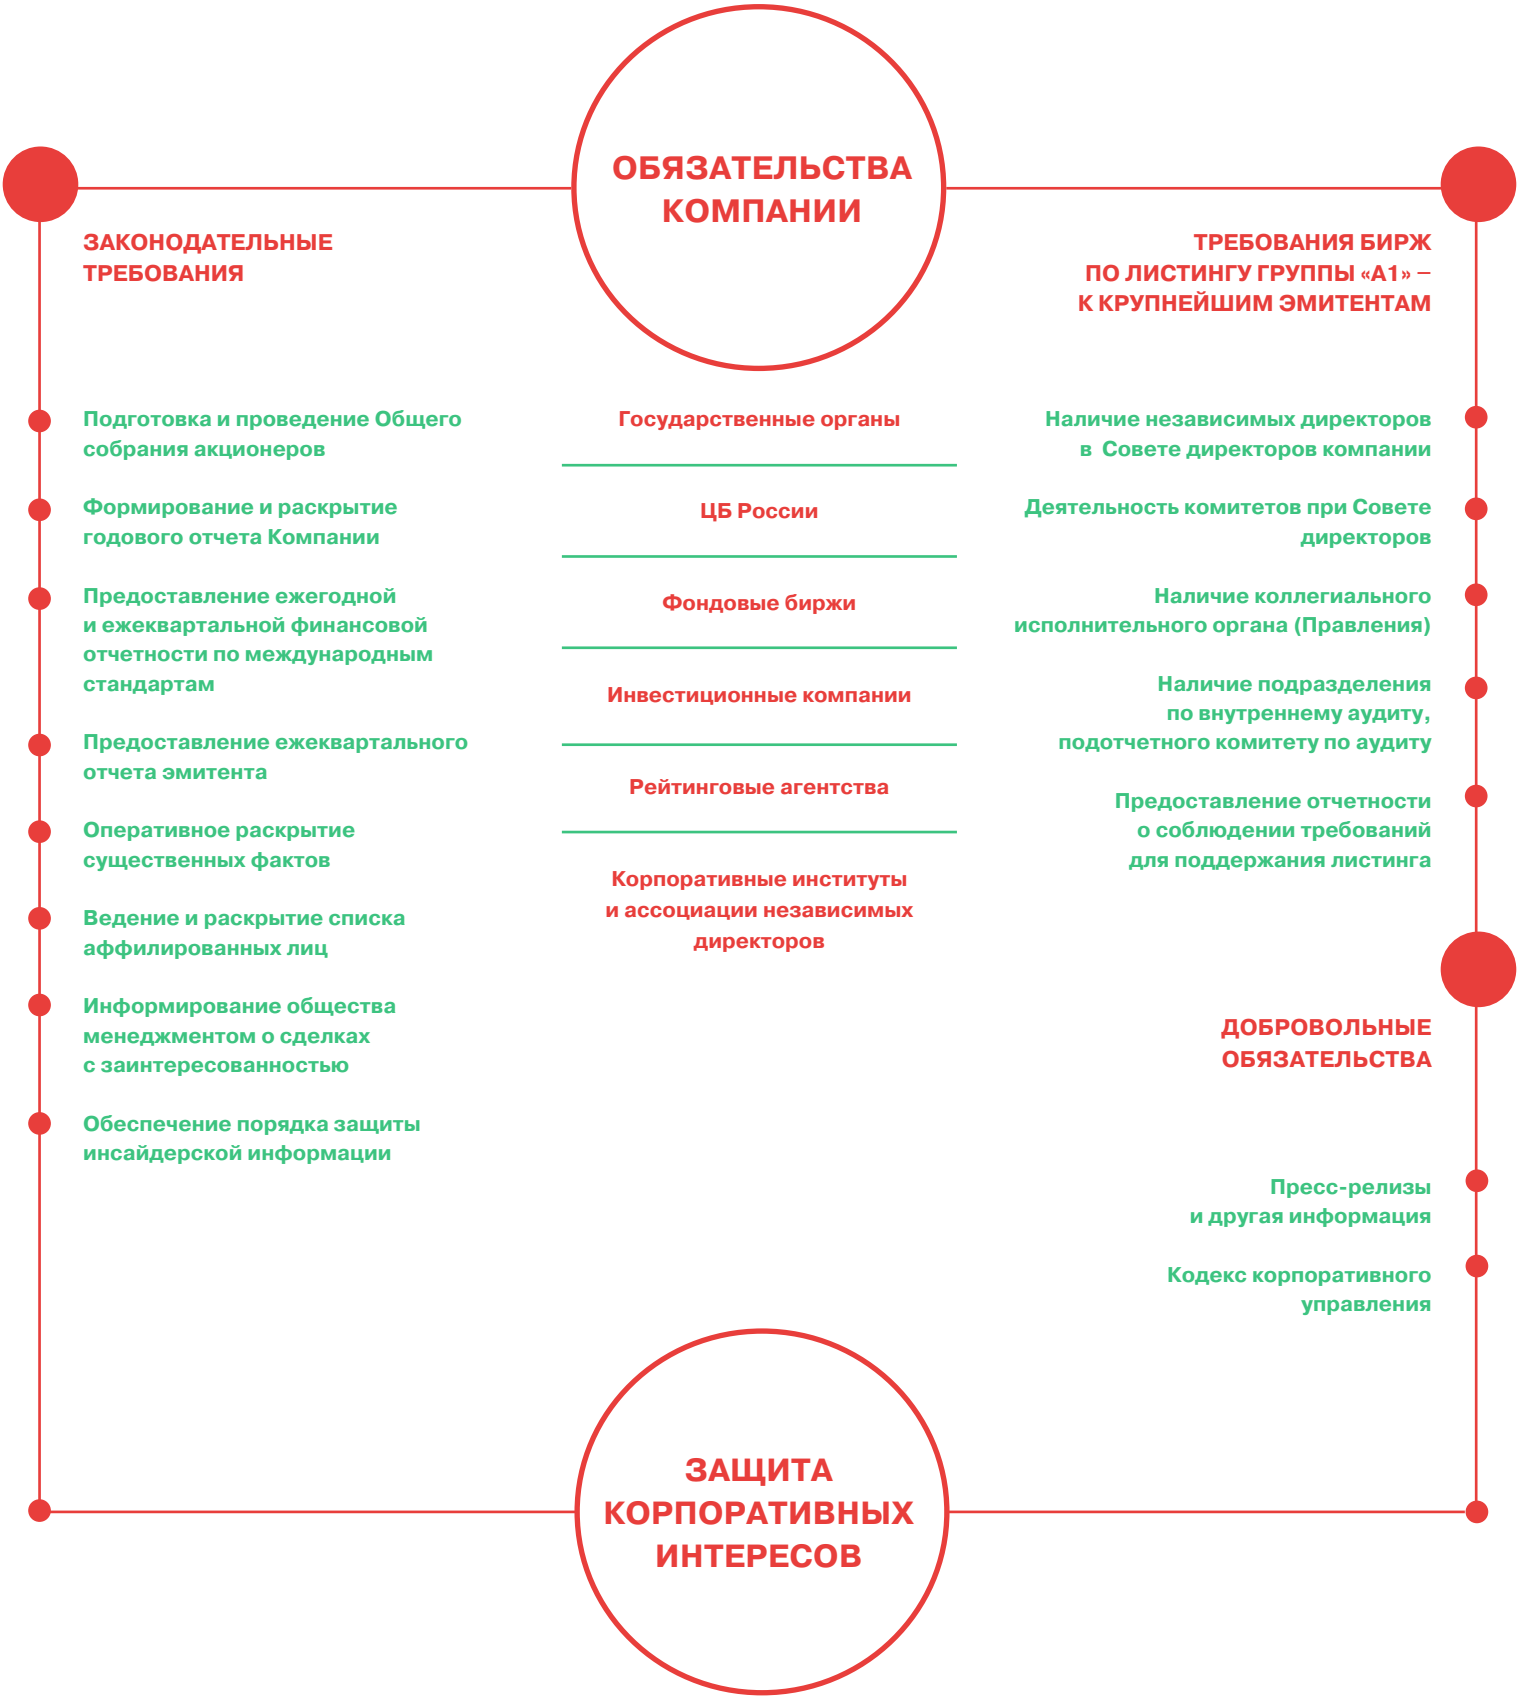 ОБЯЗАТЕЛЬСТВА
КОМПАНИИ
ЗАКОНОДАТЕЛЬНЫЕ
ТРЕБОВАНИЯ
Подготовка и проведение Общего
собрания акционеров
Формирование и раскрытие
годового отчета Компании
Предоставление ежегодной
и ежеквартальной финансовой
отчетности по международным
стандартам
Предоставление ежеквартального
отчета эмитента
Оперативное раскрытие
существенных фактов
Ведение и раскрытие списка
аффилированных лиц
Информирование общества
менеджментом о сделках
с заинтересованностью
Обеспечение порядка защиты
инсайдерской информации
Государственные органы
ЦБ России
Фондовые биржи
Инвестиционные компании
Рейтинговые агентства
Корпоративные институты
и ассоциации независимых
директоров
ТРЕБОВАНИЯ БИРЖ
ПО ЛИСТИНГУ ГРУППЫ «А1» –
К КРУПНЕЙШИМ ЭМИТЕНТАМ
Наличие независимых директоров
в Совете директоров компании
Деятельность комитетов при Совете
директоров
Наличие коллегиального
исполнительного органа (Правления)
Наличие подразделения
по внутреннему аудиту,
подотчетного комитету по аудиту
Предоставление отчетности
о соблюдении требований
для поддержания листинга
ДОБРОВОЛЬНЫЕ
ОБЯЗАТЕЛЬСТВА
Пресс-релизы
и другая информация
Кодекс корпоративного
управления
ЗАЩИТА
КОРПОРАТИВНЫХ
ИНТЕРЕСОВ